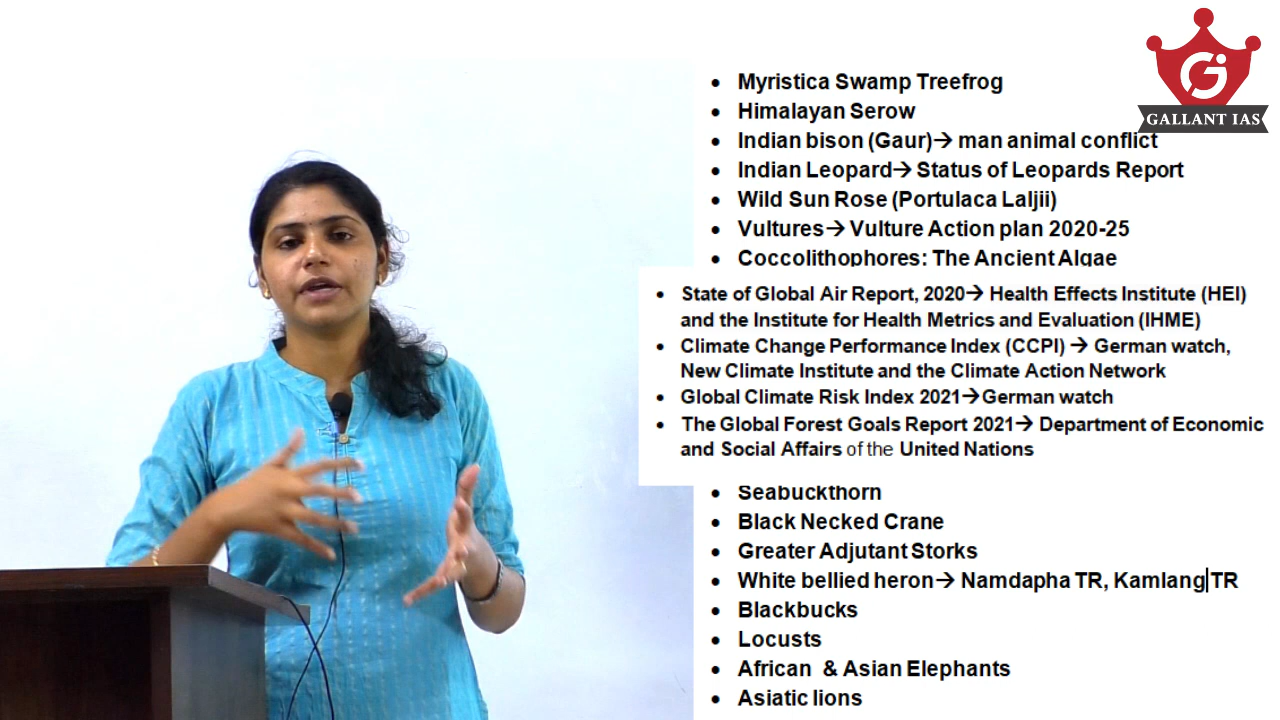 GALLANT IAS
• Myristica Swamp Treefrog
• Himalayan Serow
• Indian bison (Gaur)→ man animal conflict
• Indian Leopard→ Status of Leopards Report
• Wild Sun Rose (Portulaca Laljii)
• Vultures→ Vulture Action plan 2020-25
• Coccolithophores: The Ancient Algae
• State of Global Air Report, 2020→ Health Effects Institute (HEI)
and the Institute for Health Metrics and Evaluation (IHME)
• Climate Change Performance Index (CCPI) → German watch,
New Climate Institute and the Climate Action Network
• Global Climate Risk Index 2021→German watch
• The Global Forest Goals Report 2021→ Department of Economic
and Social Affairs of the United Nations
• Seabuckthorn
• Black Necked Crane
• Greater Adjutant Storks
• White bellied heron→ Namdapha TR, Kamlang TR
• Blackbucks
• Locusts
• African & Asian Elephants
• Asiatic lions